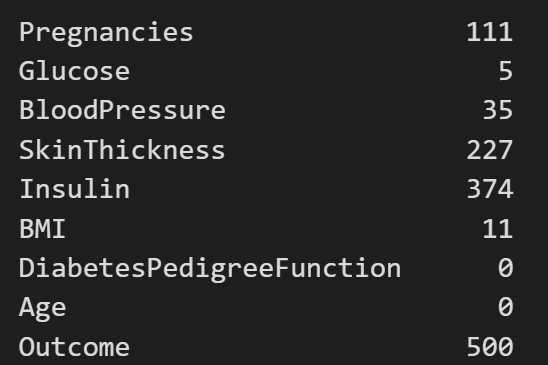 Pregnancies 111
Glucose 5
BloodPressure 35
SkinThickness 227
Insulin 374
BMI 11
DiabetesPedigreeFunction 0
Age 0
Outcome 500